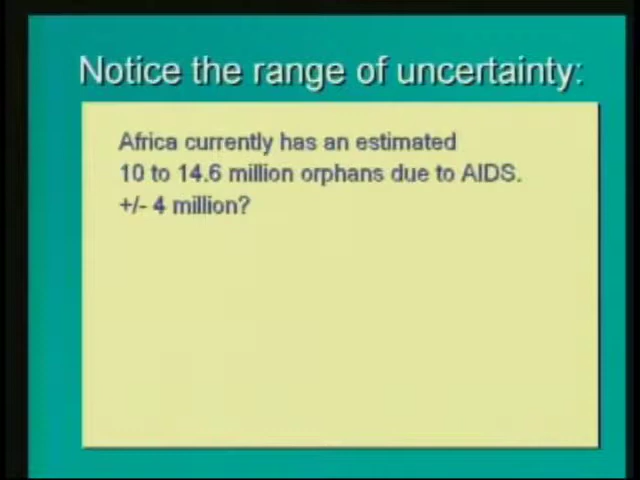 Notice the range of uncertainty:
Africa currently has an estimated
10 to 14.6 million orphans due to AIDS.
+/- 4 million?